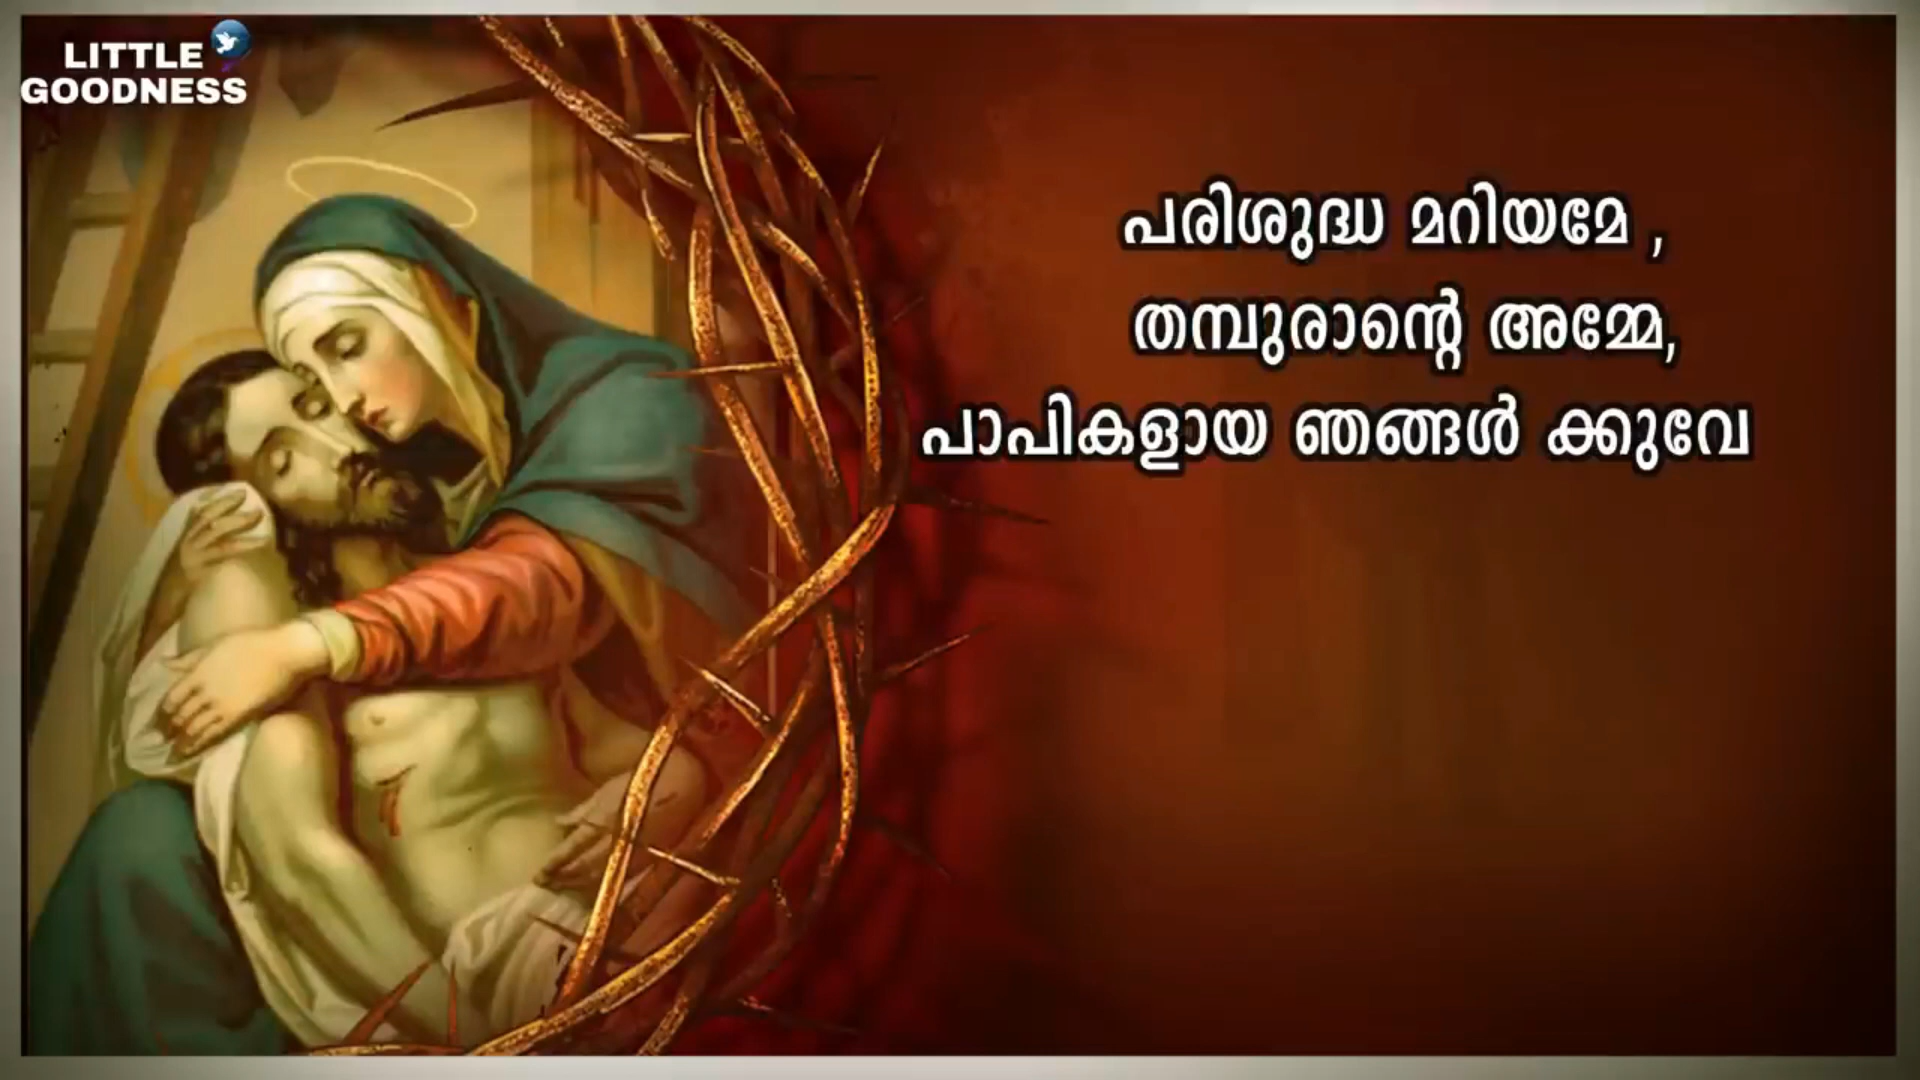 LITTLE
GOODNESS
പരിശുദ്ധ മറിയമേ ,
തമ്പുരാന്റെ അമ്മേ,
പാപികളായ ഞങ്ങൾ ക്കുവേ